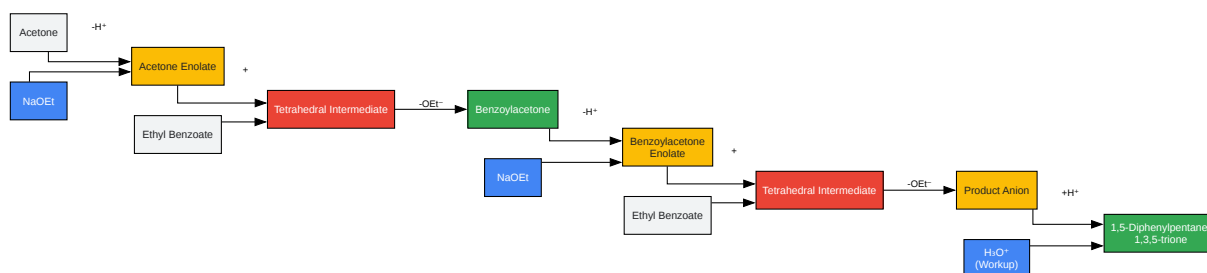 Acetone
-H⁺
NaOEt
Acetone Enolate
+
Ethyl Benzoate
Tetrahedral Intermediate
-OEt⁻
Benzoylacetone
-H⁺
NaOEt
Benzoylacetone
Enolate
+
Ethyl Benzoate
Tetrahedral Intermediate
-OEt⁻
Product Anion
+H⁺
H₃O⁺
(Workup)
1,5-Diphenylpentane
1,3,5-trione